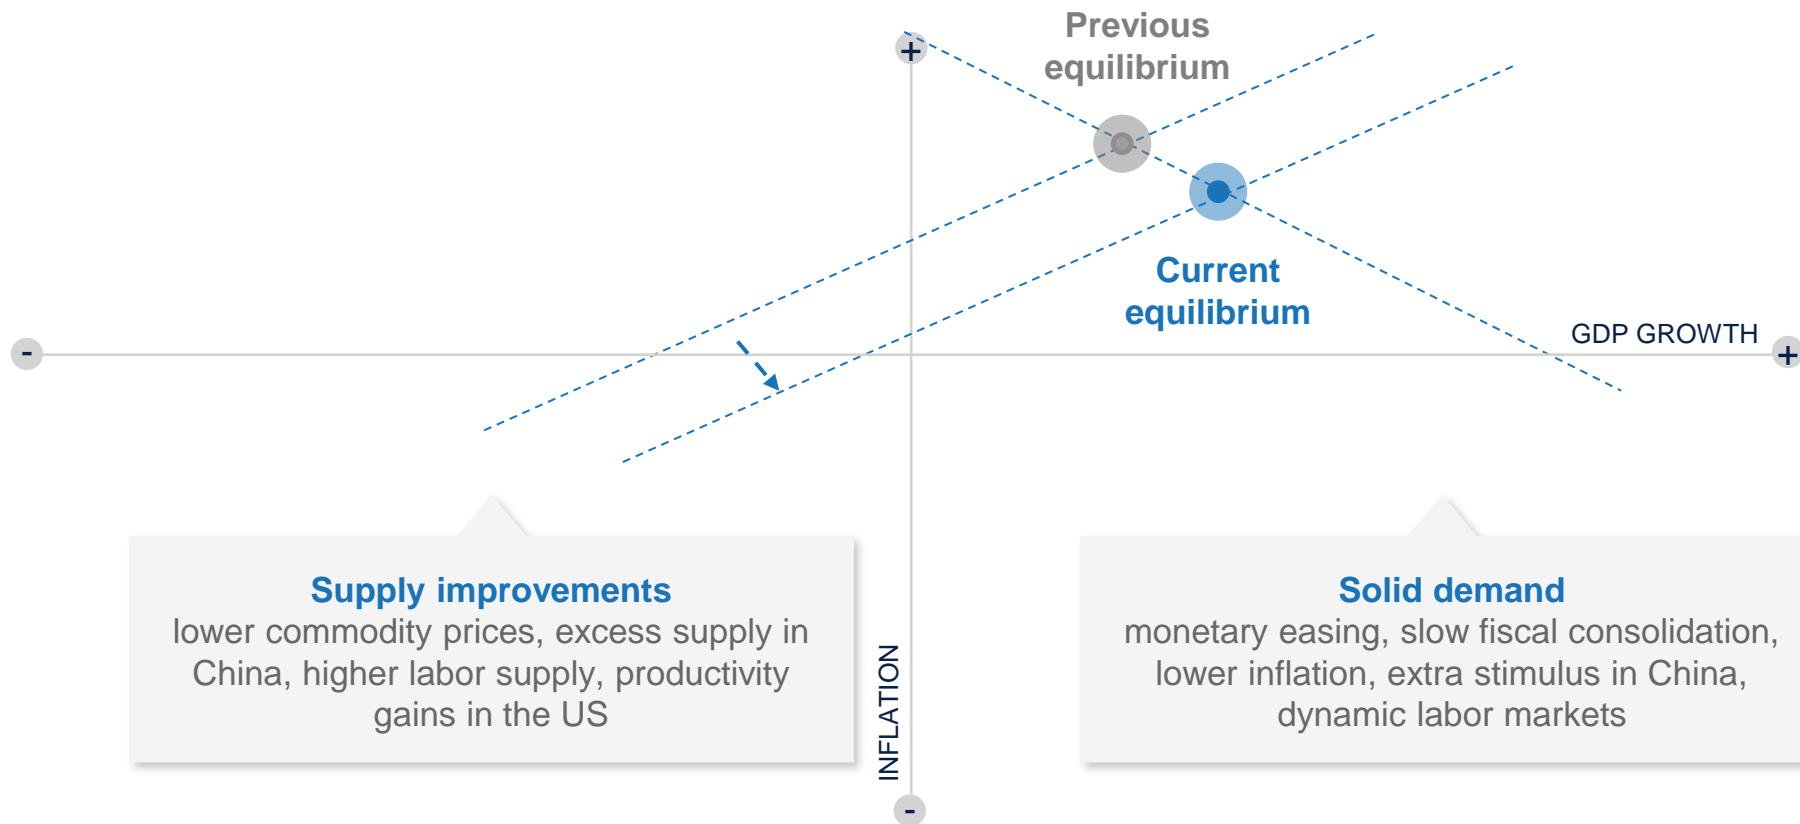 Previous
equilibrium
+
Current
equilibrium
GDP GROWTH
-
+
Supply improvements
lower commodity prices, excess supply in
China, higher labor supply, productivity
gains in the US
INFLATION
Solid demand
monetary easing, slow fiscal consolidation,
lower inflation, extra stimulus in China,
dynamic labor markets
-